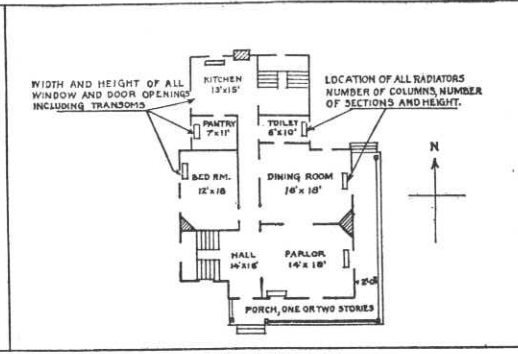 WIDTH AND HEIGHT OF ALL
WINDOW AND DOOR OPENINGS
INCLUDING TRANSOMS
LOCATION OF ALL RADIATORS
NUMBER OF COLUMNS, NUMBER
OF SECTIONS AND HEIGHT.
KITCHEN
13'X15'
PANTRY
7'X11'
TOILET
6'X10'
N
BED RM.
12'X16
DINING ROOM
16'X18'
HALL
14'X16'
PARLOR
14'X18'
PORCH, ONE OR TWO STORIES